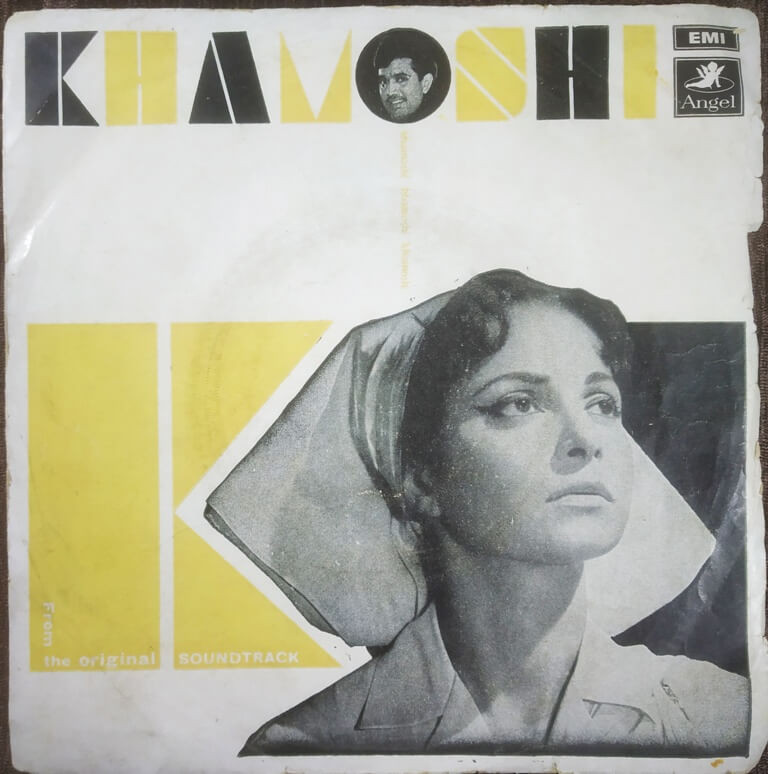 KHAMOSHI
EMI
Angel
From
the original SOUNDTRACK